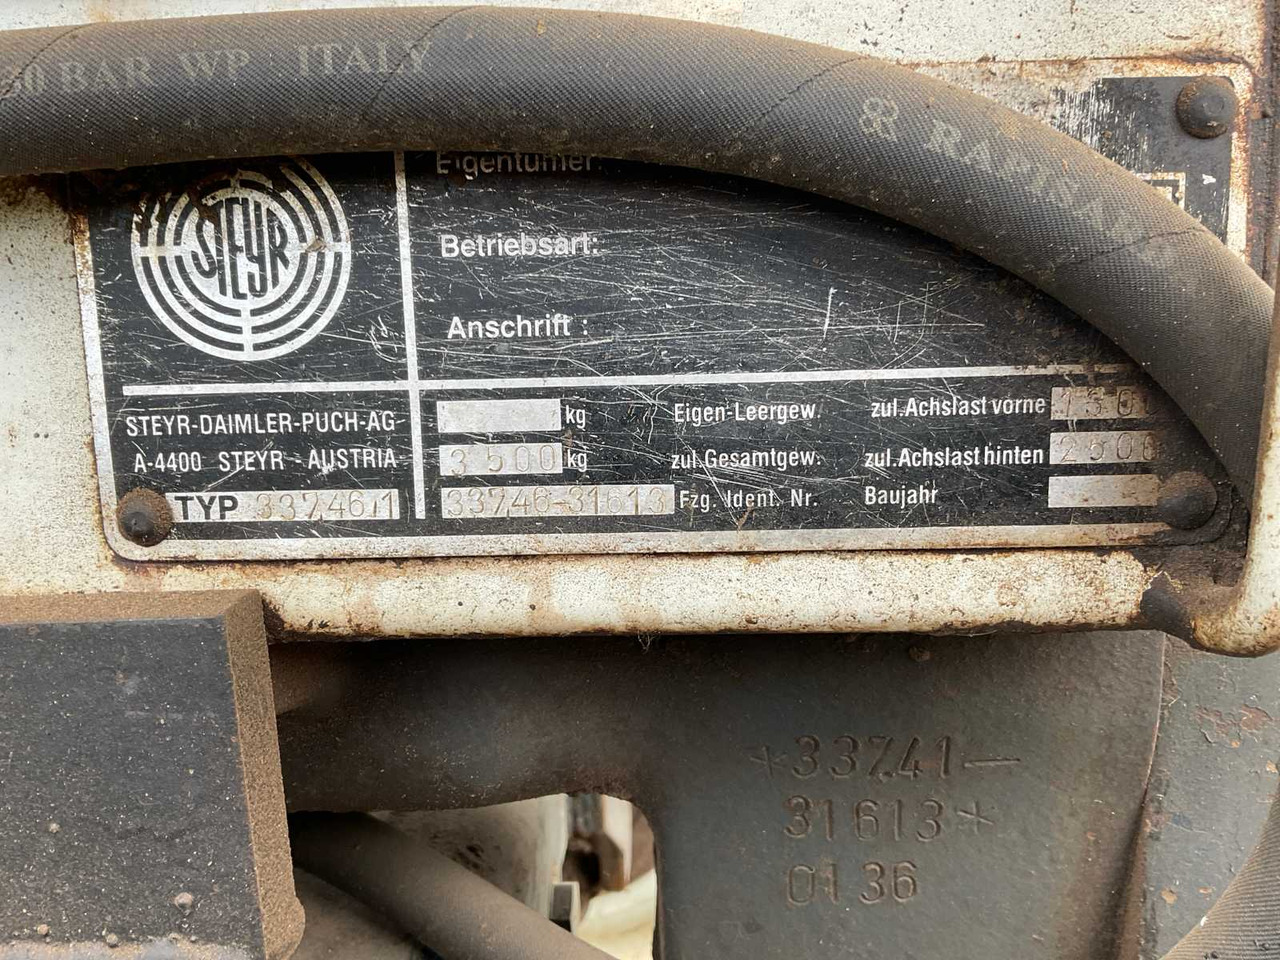 30 BAR WP ITALY
Eigentümer:
STEYR
Betriebsart:
Anschrift :
STEYR-DAIMLER-PUCH-AG
A-4400 STEYR - AUSTRIA
TYP 33746/1
kg Eigen-Leergew. zul.Achslast vorne 1500
3500 kg zul.Gesamtgew. zul.Achslast hinten 2500
33746-31613 Fzg. Ident. Nr. Baujahr
*33741—
31613*
0136